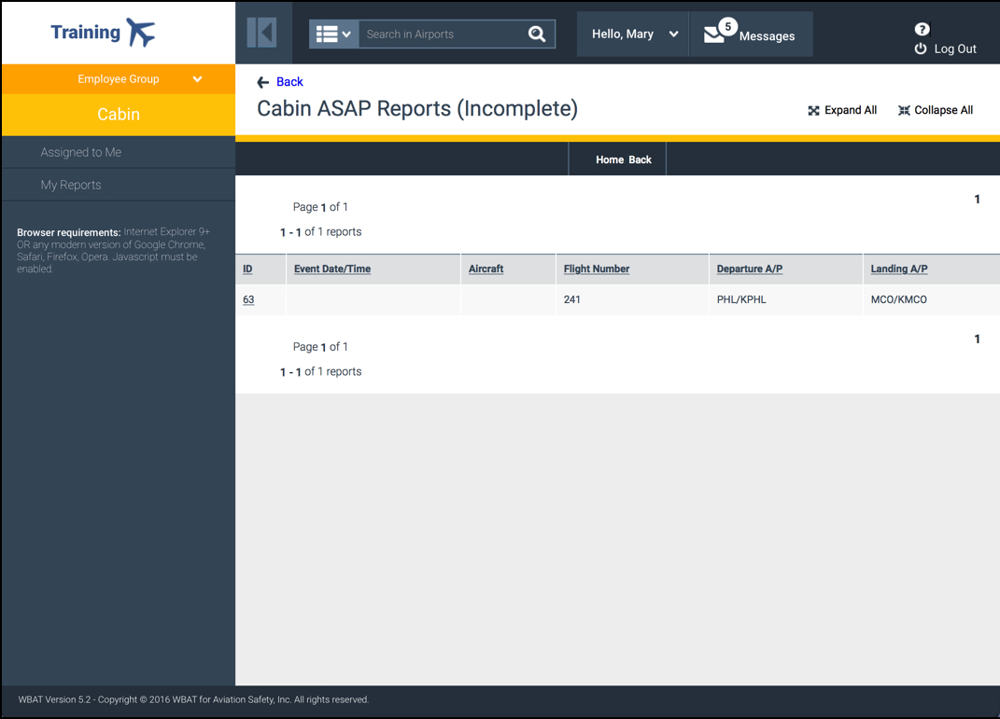 Training
Search in Airports
Hello, Mary
5
Messages
?
Log Out
Employee Group
Cabin
Assigned to Me
My Reports
Browser requirements: Internet Explorer 9+
OR any modern version of Google Chrome,
Safari, Firefox, Opera. Javascript must be
enabled.
Back
Cabin ASAP Reports (Incomplete)
Expand All
Collapse All
Home Back
1
Page 1 of 1
1 - 1 of 1 reports
ID Event Date/Time Aircraft Flight Number Departure A/P Landing A/P
63 241 PHL/KPHL MCO/KMCO
1
Page 1 of 1
1 - 1 of 1 reports
WBAT Version 5.2 - Copyright © 2016 WBAT for Aviation Safety, Inc. All rights reserved.